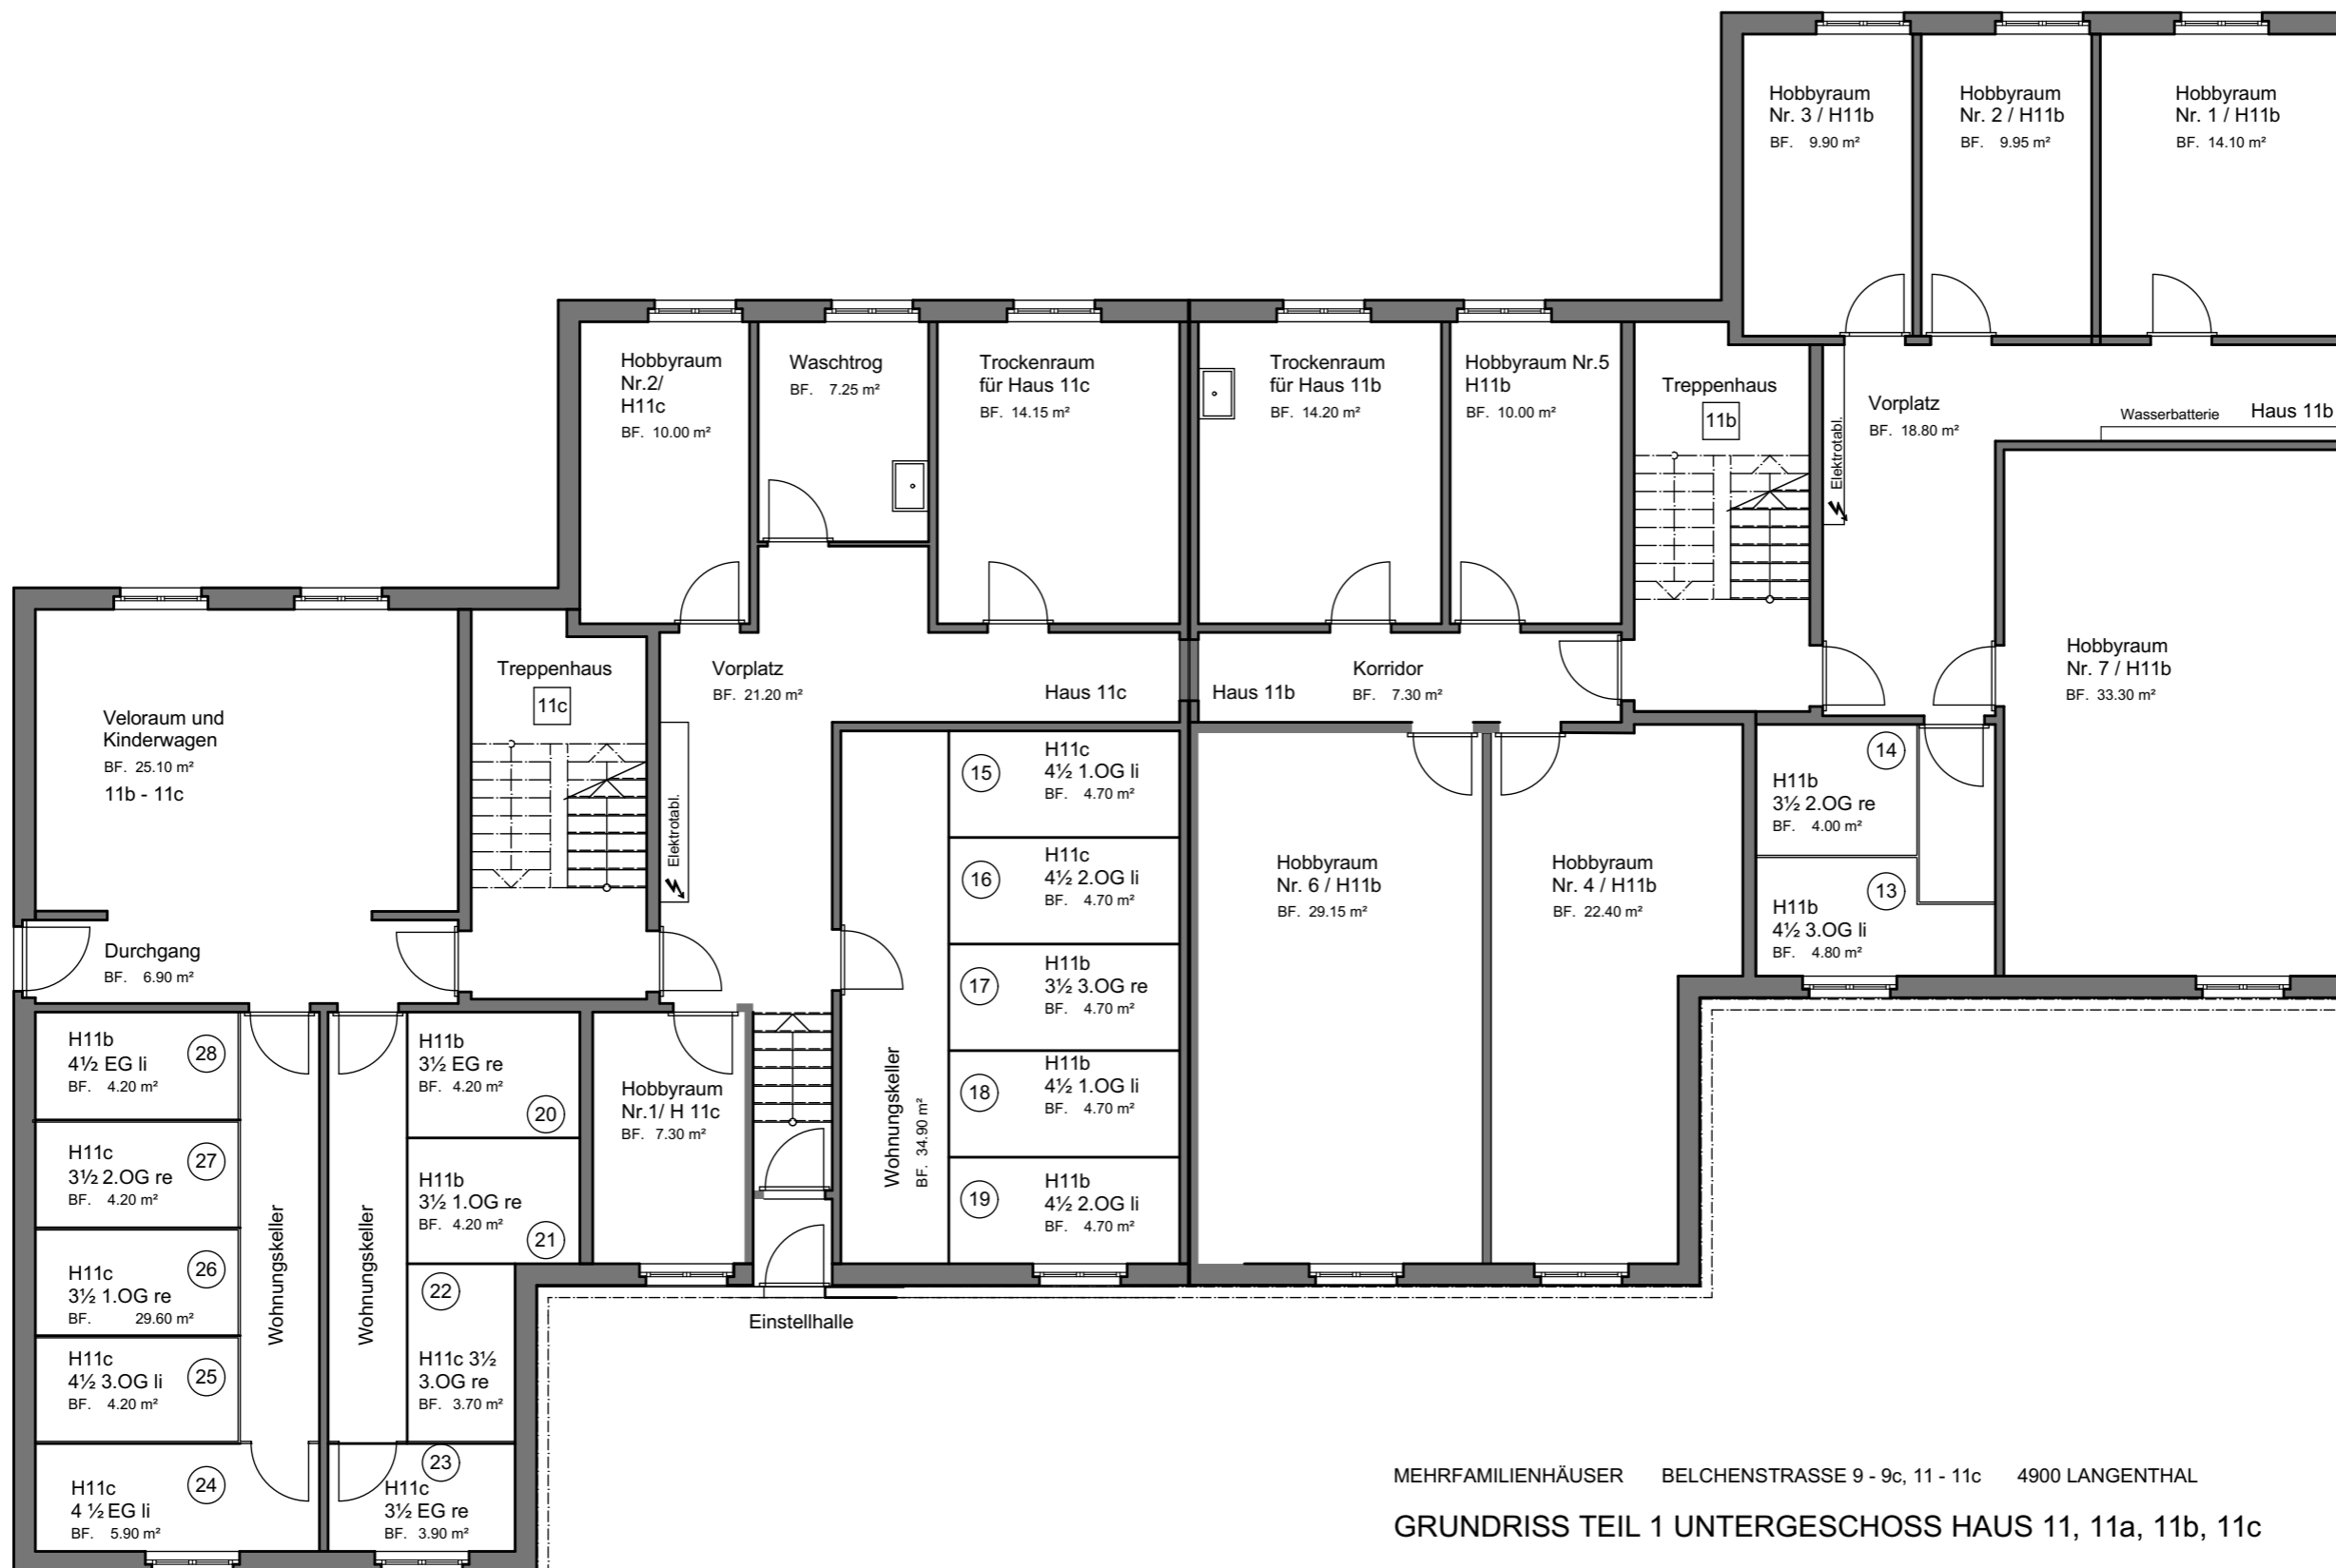 Hobbyraum
Nr. 3 / H11b
BF. 9.90 m²
Hobbyraum
Nr. 2 / H11b
BF. 9.95 m²
Hobbyraum
Nr. 1 / H11b
BF. 14.10 m²
Hobbyraum
Nr.2/
H11c
BF. 10.00 m²
Waschtrog
BF. 7.25 m²
Trockenraum
für Haus 11c
BF. 14.15 m²
Trockenraum
für Haus 11b
BF. 14.20 m²
Hobbyraum Nr.5
H11b
BF. 10.00 m²
Treppenhaus
11b
Elektrotabl.
Vorplatz
BF. 18.80 m²
Wasserbatterie
Haus 11b
Veloraum und
Kinderwagen
BF. 25.10 m²
11b - 11c
Treppenhaus
11c
Vorplatz
BF. 21.20 m²
Elektrotabl.
Haus 11c
Haus 11b
Korridor
BF. 7.30 m²
Hobbyraum
Nr. 7 / H11b
BF. 33.30 m²
15
H11c
4½ 1.OG li
BF. 4.70 m²
16
H11c
4½ 2.OG li
BF. 4.70 m²
17
H11b
3½ 3.OG re
BF. 4.70 m²
18
H11b
4½ 1.OG li
BF. 4.70 m²
19
H11b
4½ 2.OG li
BF. 4.70 m²
Wohnungskeller
BF. 34.90 m²
Hobbyraum
Nr. 6 / H11b
BF. 29.15 m²
Hobbyraum
Nr. 4 / H11b
BF. 22.40 m²
14
H11b
3½ 2.OG re
BF. 4.00 m²
13
H11b
4½ 3.OG li
BF. 4.80 m²
Durchgang
BF. 6.90 m²
H11b
4½ EG li
BF. 4.20 m²
28
H11c
3½ 2.OG re
BF. 4.20 m²
27
H11c
3½ 1.OG re
BF. 29.60 m²
26
H11c
4½ 3.OG li
BF. 4.20 m²
25
H11c
4 ½ EG li
BF. 5.90 m²
24
Wohnungskeller
Wohnungskeller
H11b
3½ EG re
BF. 4.20 m²
20
H11b
3½ 1.OG re
BF. 4.20 m²
21
22
H11c 3½
3.OG re
BF. 3.70 m²
23
H11c
3½ EG re
BF. 3.90 m²
Hobbyraum
Nr.1/ H 11c
BF. 7.30 m²
Einstellhalle
MEHRFAMILIENHÄUSER BELCHENSTRASSE 9 - 9c, 11 - 11c 4900 LANGENTHAL
GRUNDRISS TEIL 1 UNTERGESCHOSS HAUS 11, 11a, 11b, 11c